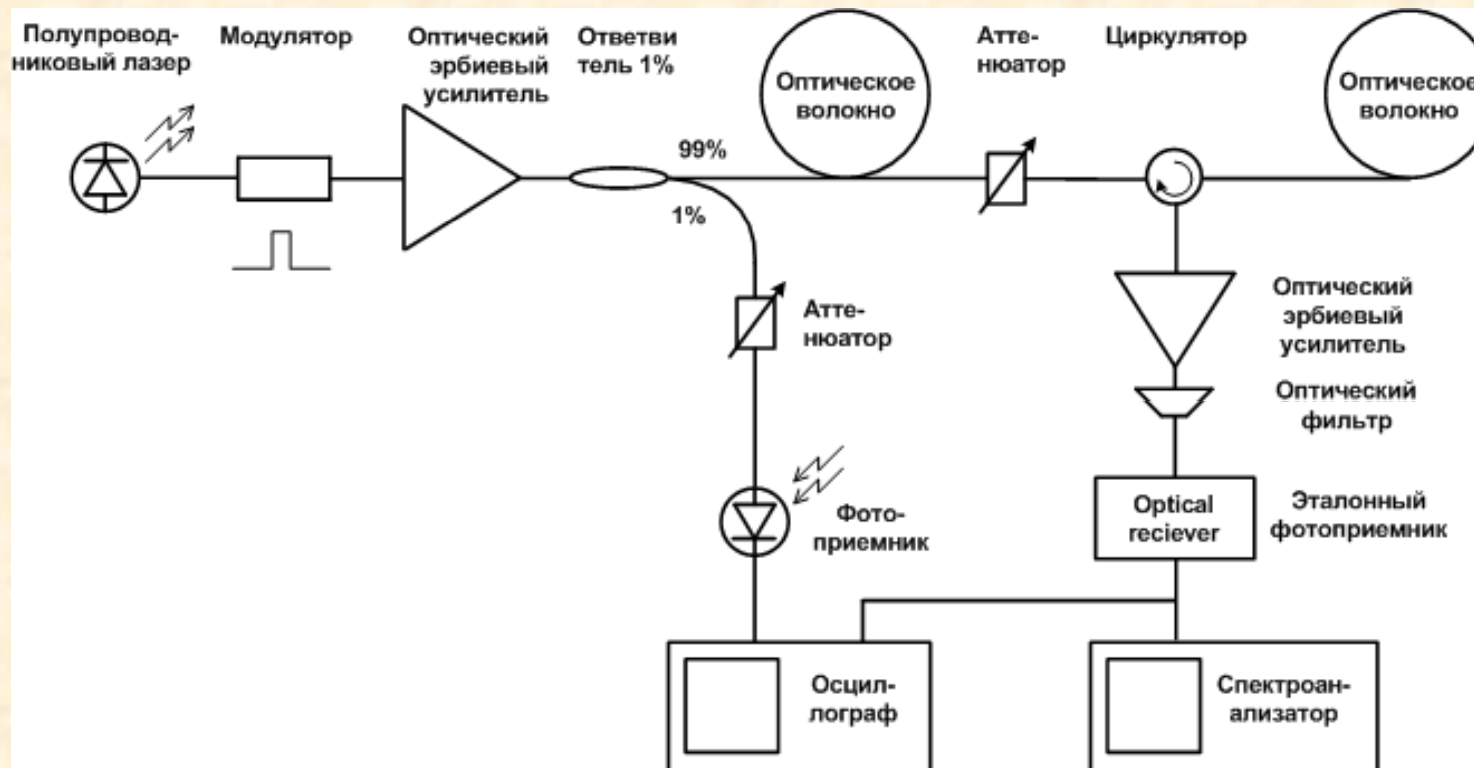 Полупровод-
никовый лазер
Модулятор
Оптический
эрбиевый
усилитель
Ответви
тель 1%
Оптическое
волокно
Атте-
нюатор
Циркулятор
Оптическое
волокно
99%
1%
Атте-
нюатор
Оптический
эрбиевый
усилитель
Оптический
фильтр
Фото-
приемник
Optical
reciever
Эталонный
фотоприемник
Осцил-
лограф
Спектроан-
ализатор